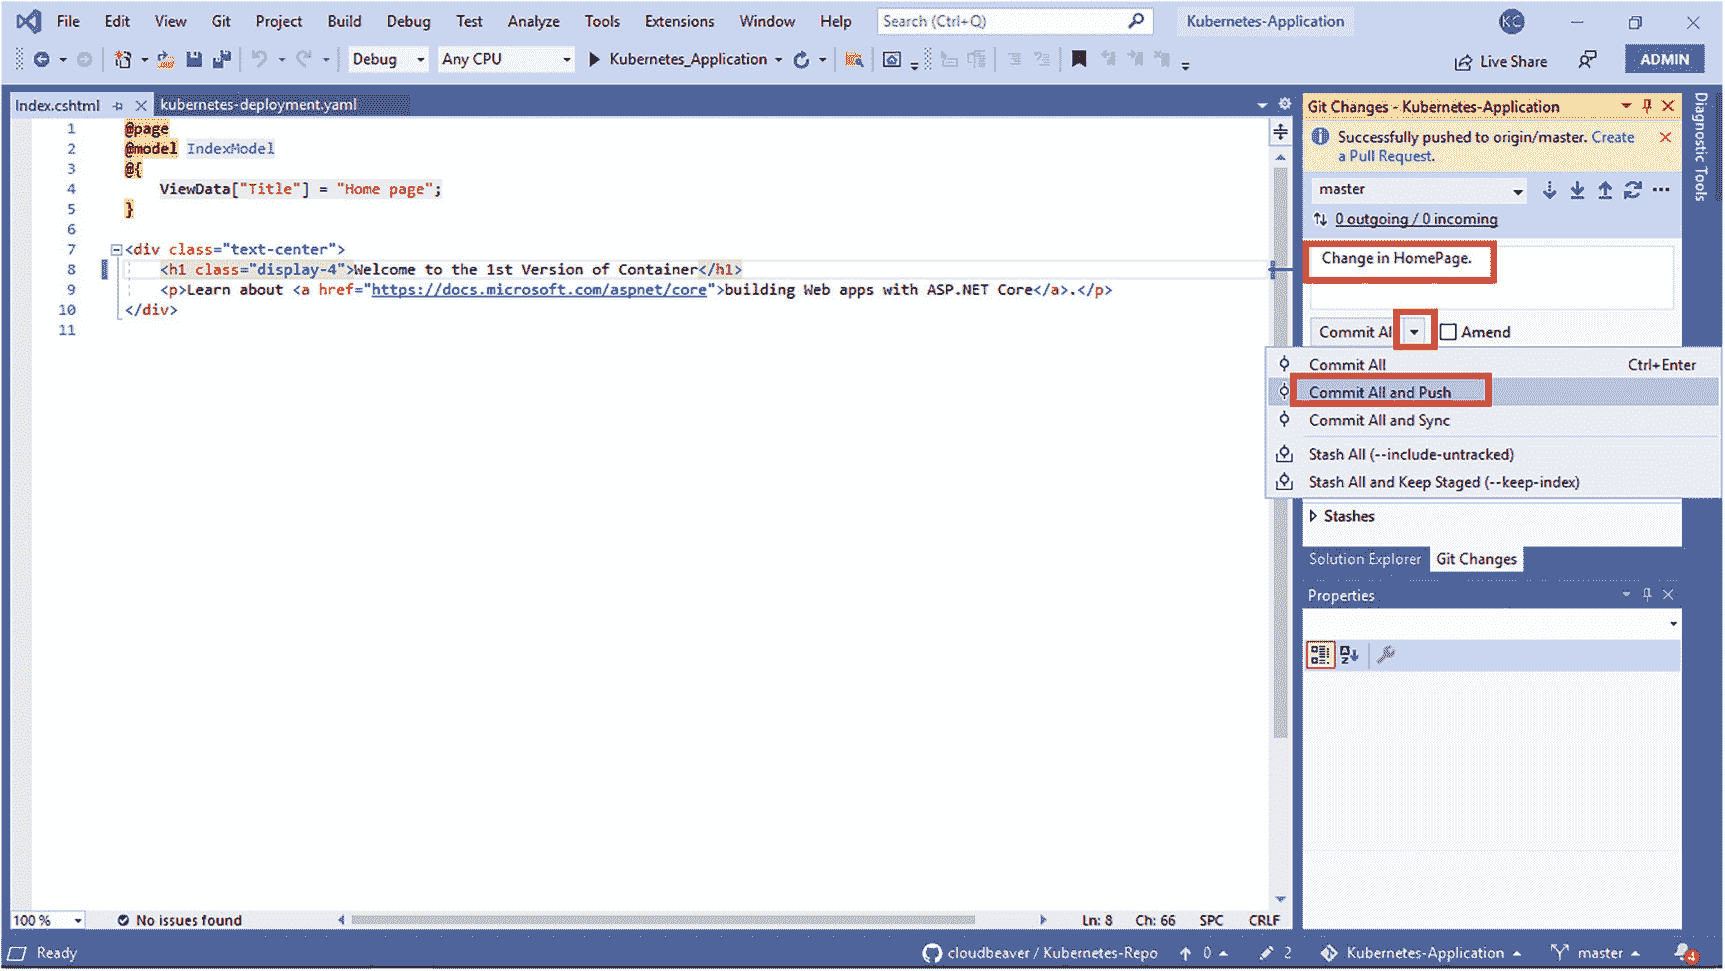 File Edit View Git Project Build Debug Test Analyze Tools Extensions Window Help Search (Ctrl+Q) Kubernetes-Application KC
Debug Any CPU Kubernetes_Application Live Share ADMIN
Index.cshtml kubernetes-deployment.yaml
1 @page
2 @model IndexModel
3 @{
4 ViewData["Title"] = "Home page";
5 }
6
7 <div class="text-center">
8 <h1 class="display-4">Welcome to the 1st Version of Container</h1>
9 <p>Learn about <a href="https://docs.microsoft.com/aspnet/core">building Web apps with ASP.NET Core</a>.</p>
10 </div>
11
Git Changes - Kubernetes-Application
Successfully pushed to origin/master. Create
a Pull Request.
master
0 outgoing / 0 incoming
Change in HomePage.
Commit All Amend
Commit All Ctrl+Enter
Commit All and Push
Commit All and Sync
Stash All (--include-untracked)
Stash All and Keep Staged (--keep-index)
Stashes
Solution Explorer Git Changes
Properties
Diagnostic Tools
100 % No issues found Ln: 8 Ch: 66 SPC CRLF
Ready cloudbeaver / Kubernetes-Repo 0 2 Kubernetes-Application master 4